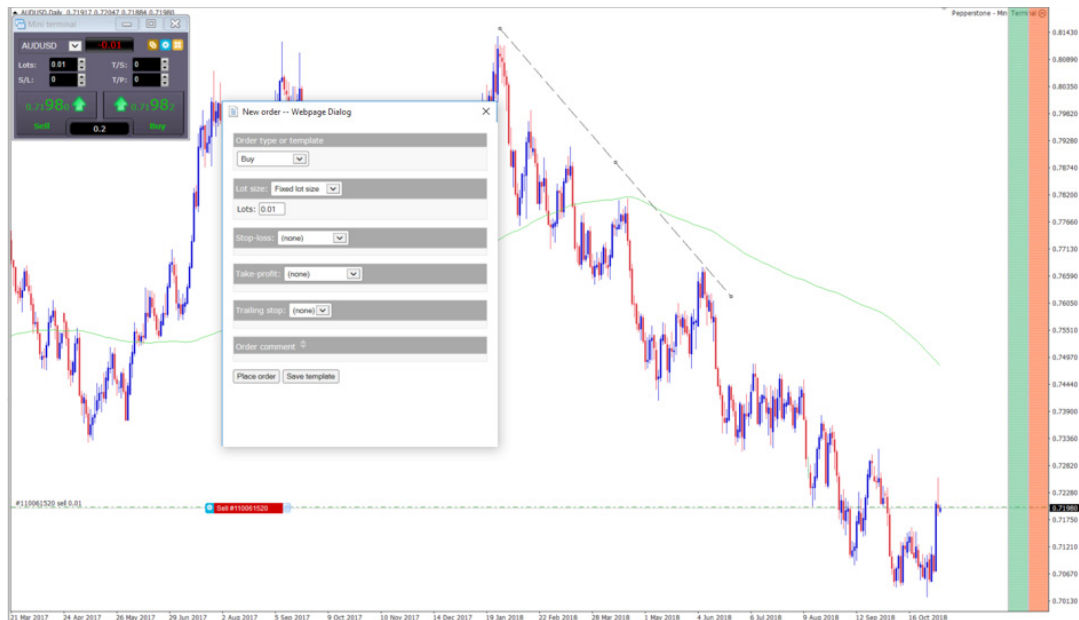 AUDUSD,Daily 0.71917 0.72047 0.71884 0.71980
Pepperstone - Mini Terminal
Mini terminal
AUDUSD -0.01
Lots: 0.01 T/S: 0
S/L: 0 T/P: 0
0.71980 0.71982
Sell 0.2 Buy
New order -- Webpage Dialog
Order type or template
Buy
Lot size: Fixed lot size
Lots: 0.01
Stop-loss: (none)
Take-profit: (none)
Trailing stop: (none)
Order comment
Place order Save template
#110061520 sell 0.01
Sell #110061520
0.81430
0.80890
0.80350
0.79820
0.79280
0.78740
0.78200
0.77660
0.77130
0.76590
0.76050
0.75510
0.74970
0.74440
0.73900
0.73360
0.72820
0.72280
0.71980
0.71750
0.71210
0.70670
0.70130
21 Mar 2017 24 Apr 2017 26 May 2017 29 Jun 2017 2 Aug 2017 5 Sep 2017 9 Oct 2017 10 Nov 2017 14 Dec 2017 19 Jan 2018 22 Feb 2018 28 Mar 2018 1 May 2018 4 Jun 2018 6 Jul 2018 9 Aug 2018 12 Sep 2018 16 Oct 2018